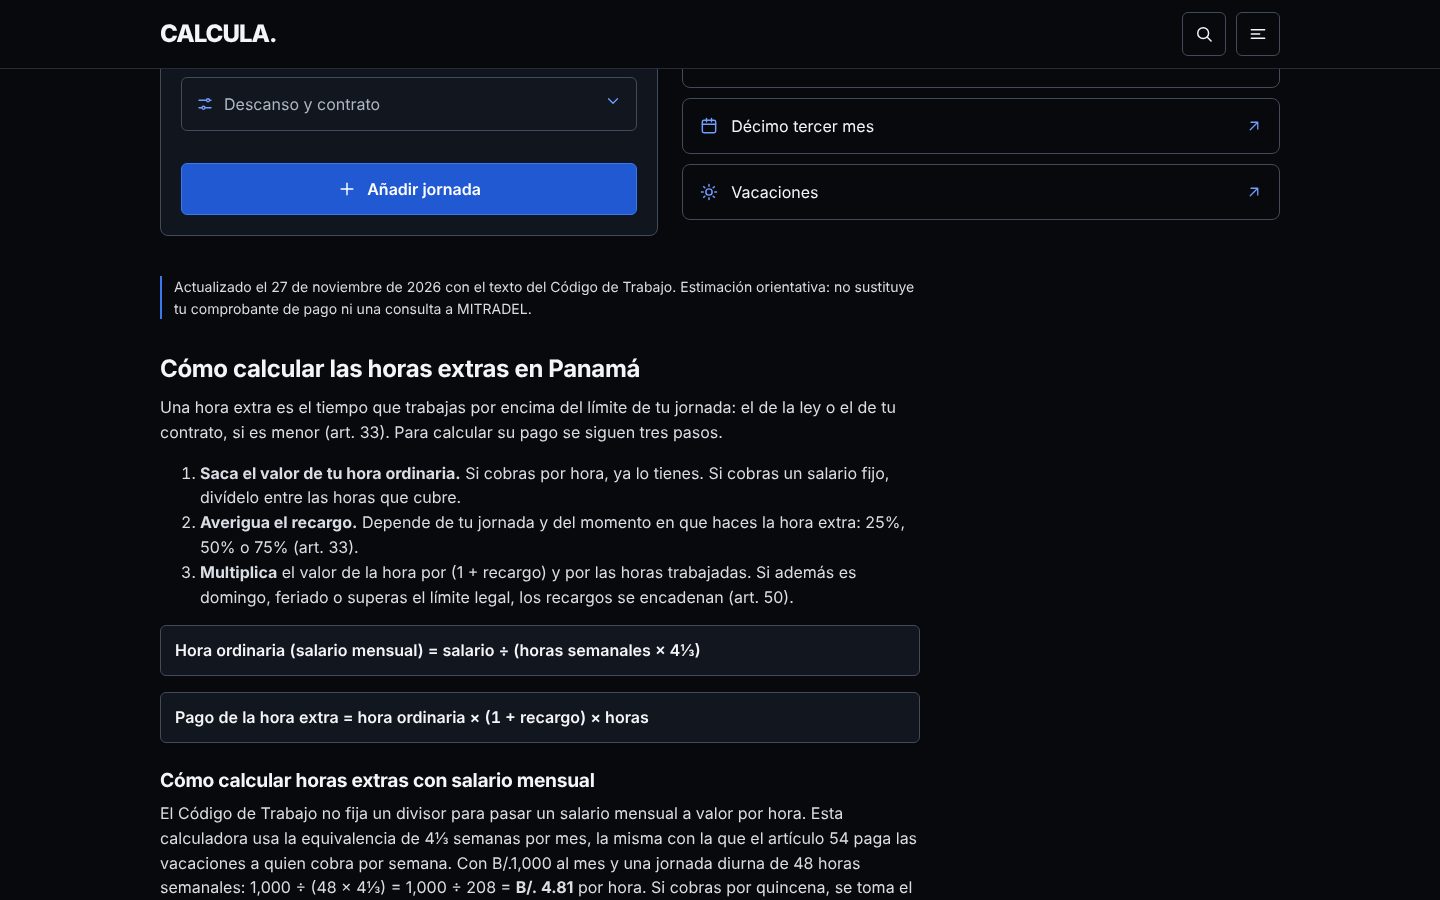 CALCULA.
Descanso y contrato
Añadir jornada
Décimo tercer mes
Vacaciones
Actualizado el 27 de noviembre de 2026 con el texto del Código de Trabajo. Estimación orientativa: no sustituye
tu comprobante de pago ni una consulta a MITRADEL.
Cómo calcular las horas extras en Panamá
Una hora extra es el tiempo que trabajas por encima del límite de tu jornada: el de la ley o el de tu
contrato, si es menor (art. 33). Para calcular su pago se siguen tres pasos.
1. Saca el valor de tu hora ordinaria. Si cobras por hora, ya lo tienes. Si cobras un salario fijo,
divídelo entre las horas que cubre.
2. Averigua el recargo. Depende de tu jornada y del momento en que haces la hora extra: 25%,
50% o 75% (art. 33).
3. Multiplica el valor de la hora por (1 + recargo) y por las horas trabajadas. Si además es
domingo, feriado o superas el límite legal, los recargos se encadenan (art. 50).
Hora ordinaria (salario mensual) = salario ÷ (horas semanales × 4⅓)
Pago de la hora extra = hora ordinaria × (1 + recargo) × horas
Cómo calcular horas extras con salario mensual
El Código de Trabajo no fija un divisor para pasar un salario mensual a valor por hora. Esta
calculadora usa la equivalencia de 4⅓ semanas por mes, la misma con la que el artículo 54 paga las
vacaciones a quien cobra por semana. Con B/.1,000 al mes y una jornada diurna de 48 horas
semanales: 1,000 ÷ (48 × 4⅓) = 1,000 ÷ 208 = B/. 4.81 por hora. Si cobras por quincena, se toma el